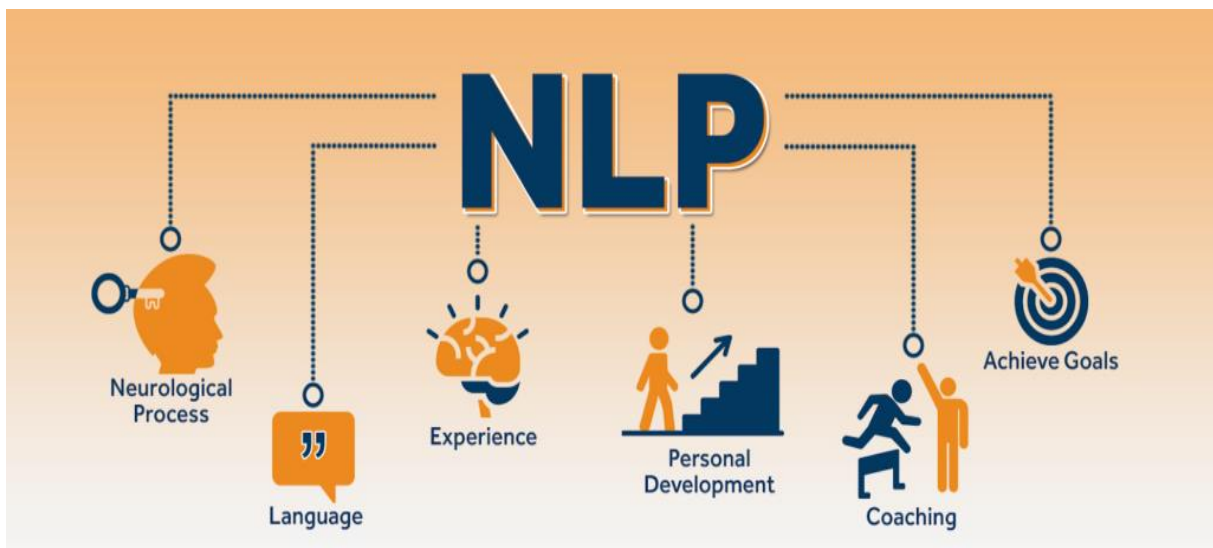 NLP
Neurological
Process
Language
”
Experience
Personal
Development
Coaching
Achieve Goals